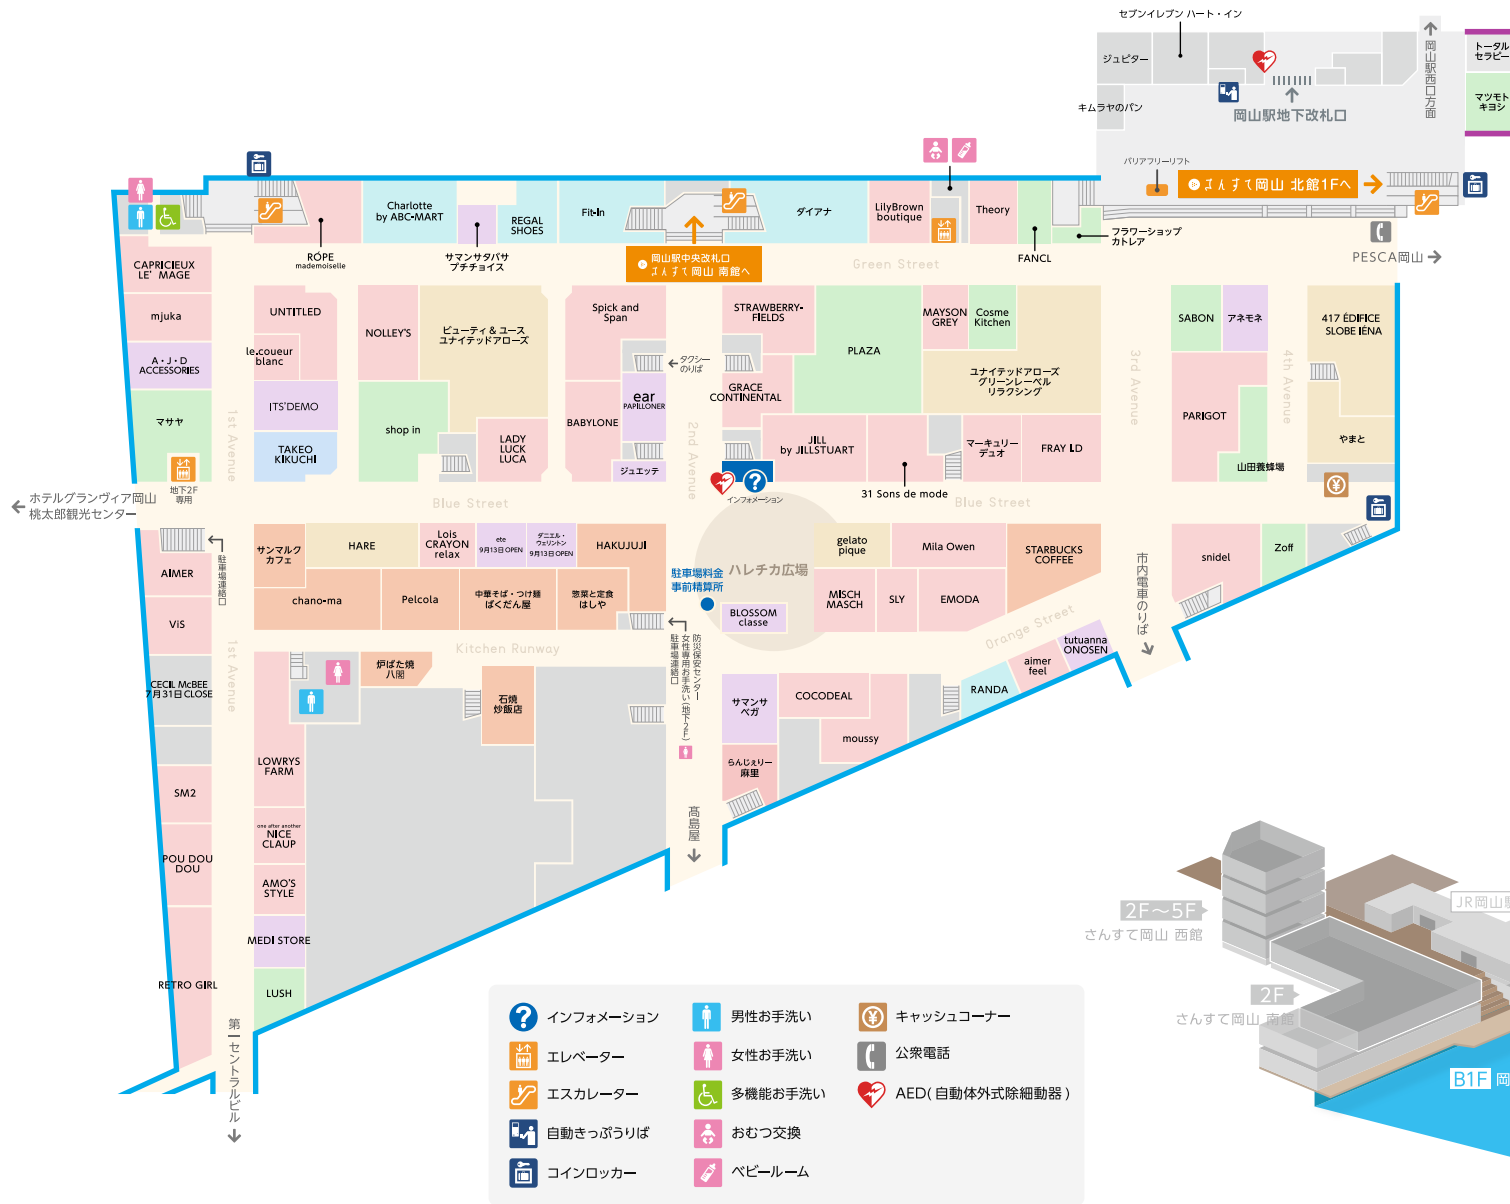 セブンイレブン ハート・イン
ジュピター
キムラヤのパン
岡山駅地下改札口
岡山駅西口方面
トータル
セラピー
マツモト
キヨシ
バリアフリーリフト
さんすて岡山 北館1Fへ
PESCA岡山
Charlotte
by ABC-MART
REGAL
SHOES
Fit-In
ダイアナ
LilyBrown
boutique
Theory
FANCL
フラワーショップ
カトレア
ROPE
mademoiselle
サマンサタバサ
プチチョイス
岡山駅中央改札口
さんすて岡山 南館へ
Green Street
CAPRICIEUX
LE' MAGE
mjuka
A・J・D
ACCESSORIES
マサヤ
地下2F
専用
UNTITLED
le.coueur
blanc
ITS'DEMO
TAKEO
KIKUCHI
1st Avenue
NOLLEY'S
ビューティ & ユース
ユナイテッドアローズ
shop in
LADY
LUCK
LUCA
Spick and
Span
BABYLONE
ear
PAPILLONER
ジュエッテ
タクシー
のりば
2nd Avenue
STRAWBERRY-
FIELDS
GRACE
CONTINENTAL
PLAZA
MAYSON
GREY
Cosme
Kitchen
ユナイテッドアローズ
グリーンレーベル
リラクシング
JILL
by JILLSTUART
31 Sons de mode
マーキュリー
デュオ
FRAY I.D
3rd Avenue
SABON
アネモネ
PARIGOT
山田養蜂場
4th Avenue
417 ÉDIFICE
SLOBE IÉNA
やまと
インフォメーション
Blue Street
Blue Street
ホテルグランヴィア岡山
桃太郎観光センター
駐車場連絡口
AIMER
ViS
CECIL McBEE
7月31日 CLOSE
SM2
POU DOU
DOU
RETRO GIRL
サンマルク
カフェ
HARE
Lois
CRAYON
relax
ete
9月13日 OPEN
ダニエル・
ウェリントン
9月13日 OPEN
HAKUJUJI
chano-ma
Pelcola
中華そば・つけ麺
ばくだん屋
惣菜と定食
はしや
Kitchen Runway
1st Avenue
炉ばた焼
八閤
石焼
炒飯店
LOWRYS
FARM
one after another
NICE
CLAUP
AMO'S
STYLE
MEDI STORE
LUSH
第一セントラルビル
駐車場料金
事前精算所
ハレチカ広場
BLOSSOM
classe
防災保安センター
女性専用お手洗い(地下2F)
駐車場連絡口
髙島屋
gelato
pique
Mila Owen
STARBUCKS
COFFEE
MISCH
MASCH
SLY
EMODA
Orange Street
市内電車のりば
snidel
Zoff
サマンサ
ベガ
らんじぇりー
麻里
COCODEAL
moussy
RANDA
aimer
feel
tutuanna
ONOSEN
インフォメーション
エレベーター
エスカレーター
自動きっぷうりば
コインロッカー
男性お手洗い
女性お手洗い
多機能お手洗い
おむつ交換
ベビールーム
キャッシュコーナー
公衆電話
AED(自動体外式除細動器)
2F～5F
さんすて岡山 西館
JR岡山駅
2F
さんすて岡山 南館
B1F 岡